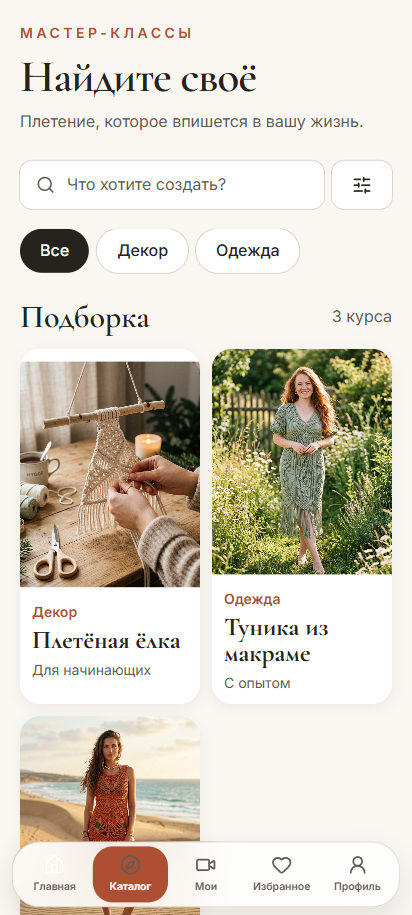 МАСТЕР-КЛАССЫ
Найдите своё
Плетение, которое впишется в вашу жизнь.
Что хотите создать?
Все
Декор
Одежда
Подборка
3 курса
Декор
Плетёная ёлка
Для начинающих
Одежда
Туника из
макраме
С опытом
Главная
Каталог
Мои
Избранное
Профиль